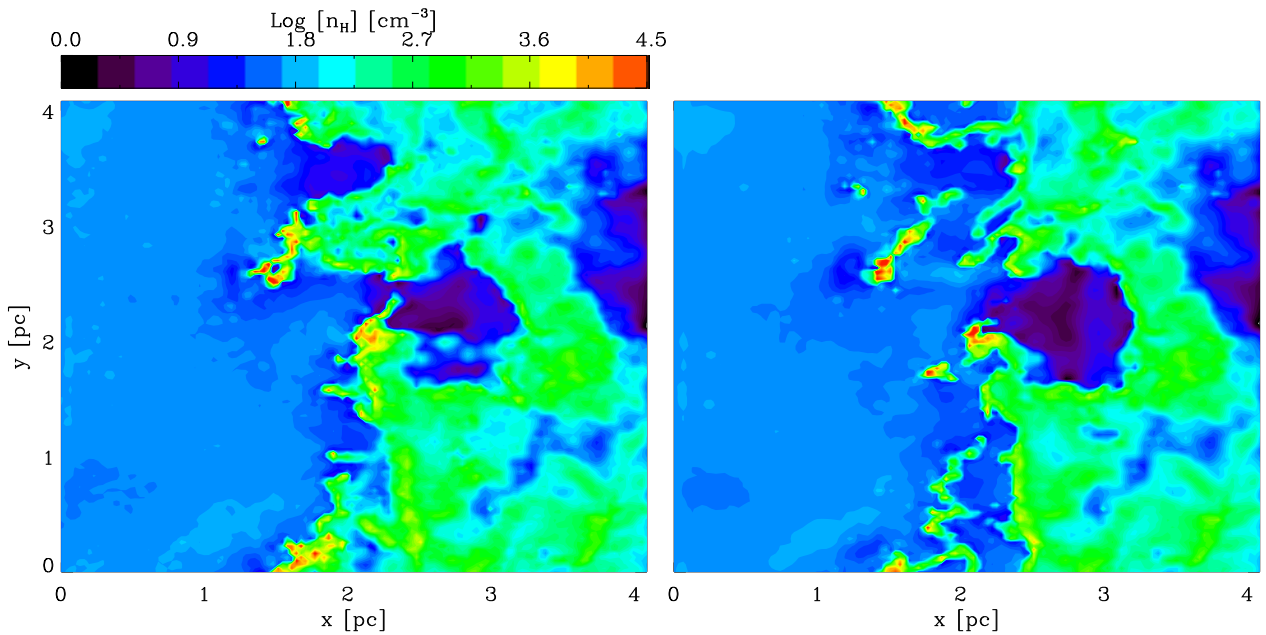 Log [n_H] [cm^-3]
0.0 0.9 1.8 2.7 3.6 4.5
4
3
2
1
0
y [pc]
0 1 2 3 4
x [pc]
0 1 2 3 4
x [pc]